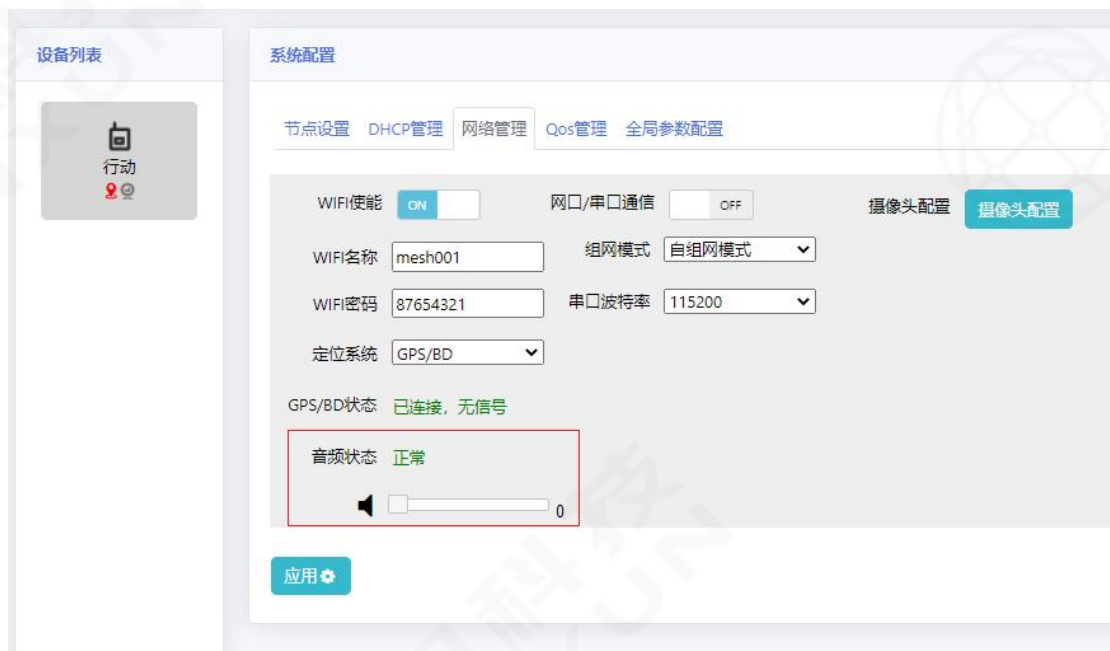 设备列表
系统配置
行动
节点设置 DHCP管理 网络管理 Qos管理 全局参数配置
WIFI使能 ON 网口/串口通信 OFF 摄像头配置 摄像头配置
WIFI名称 mesh001 组网模式 自组网模式
WIFI密码 87654321 串口波特率 115200
定位系统 GPS/BD
GPS/BD状态 已连接，无信号
音频状态 正常
0
应用